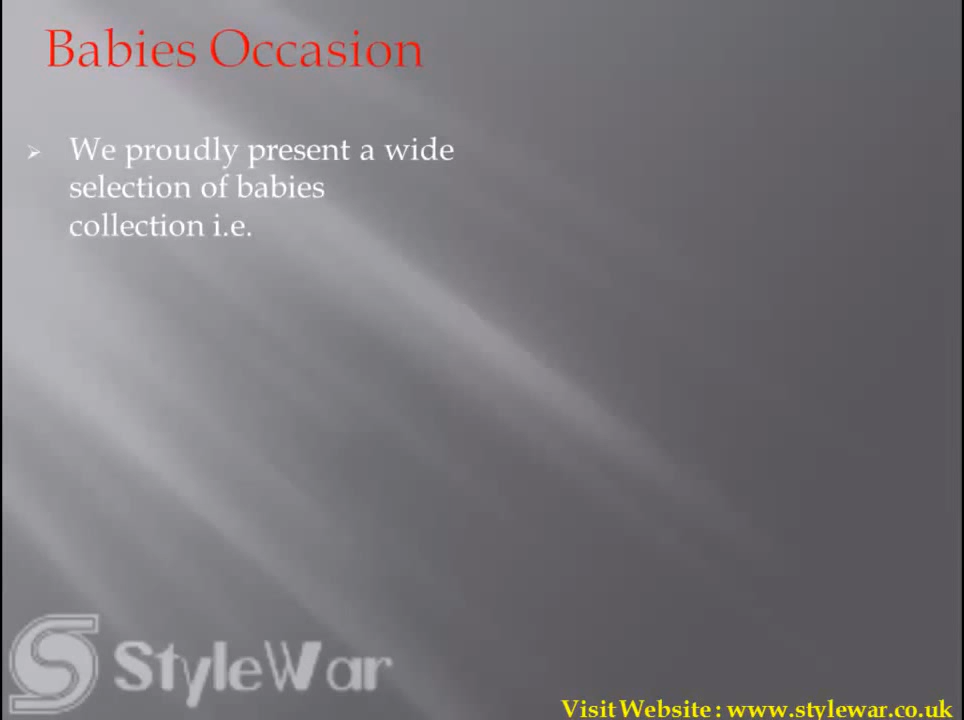 Babies Occasion
We proudly present a wide
selection of babies
collection i.e.
StyleWar
Visit Website : www.stylewar.co.uk